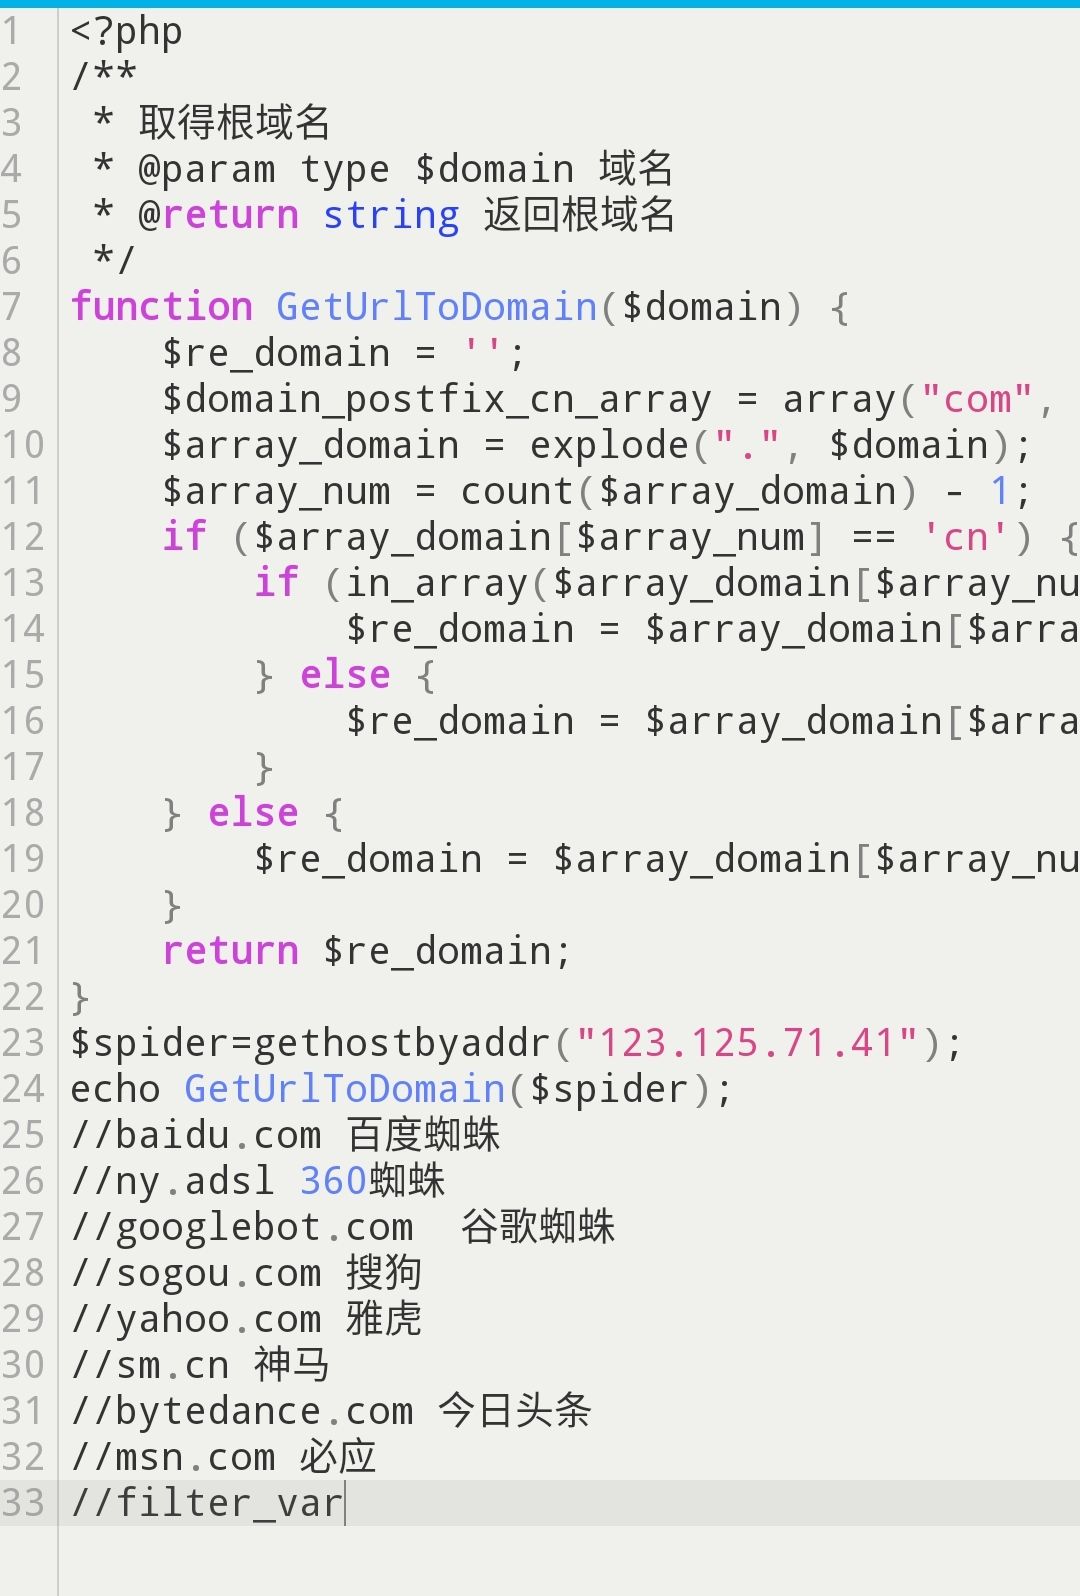 1 <?php
2 /**
3  * 取得根域名
4  * @param type $domain 域名
5  * @return string 返回根域名
6  */
7 function GetUrlToDomain($domain) {
8     $re_domain = '';
9     $domain_postfix_cn_array = array("com",
10     $array_domain = explode(".", $domain);
11     $array_num = count($array_domain) - 1;
12     if ($array_domain[$array_num] == 'cn') {
13         if (in_array($array_domain[$array_nu
14             $re_domain = $array_domain[$arra
15         } else {
16             $re_domain = $array_domain[$arra
17         }
18     } else {
19         $re_domain = $array_domain[$array_nu
20     }
21     return $re_domain;
22 }
23 $spider=gethostbyaddr("123.125.71.41");
24 echo GetUrlToDomain($spider);
25 //baidu.com 百度蜘蛛
26 //ny.adsl 360蜘蛛
27 //googlebot.com  谷歌蜘蛛
28 //sogou.com 搜狗
29 //yahoo.com 雅虎
30 //sm.cn 神马
31 //bytedance.com 今日头条
32 //msn.com 必应
33 //filter_var